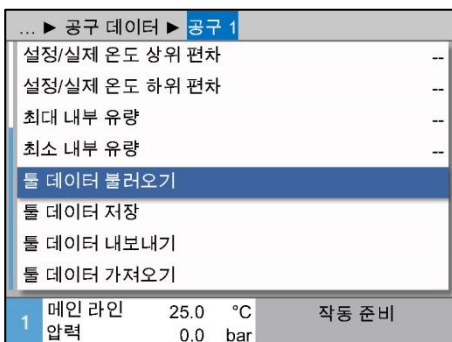 ... ► 공구 데이터 ► 공구 1
설정/실제 온도 상위 편차 --
설정/실제 온도 하위 편차 --
최대 내부 유량 --
최소 내부 유량 --
툴 데이터 불러오기
툴 데이터 저장
툴 데이터 내보내기
툴 데이터 가져오기
1 메인 라인 25.0 °C 작동 준비
압력 0.0 bar